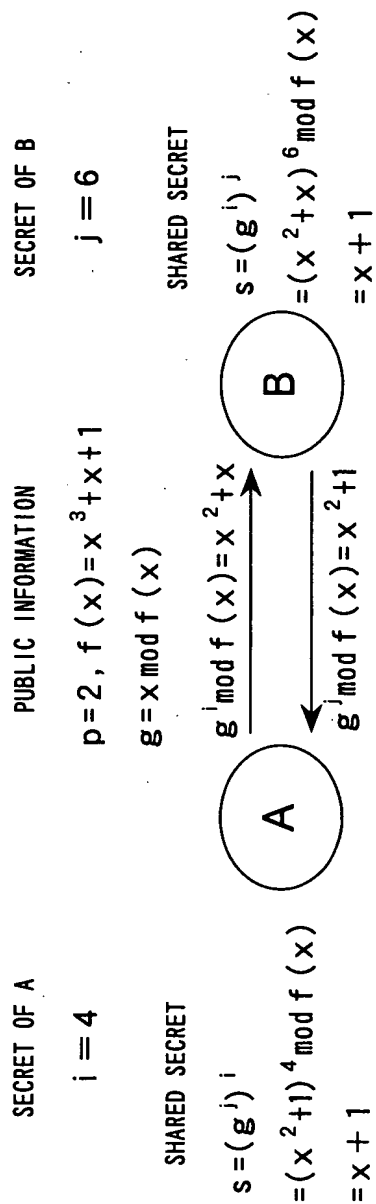 SECRET OF A
i=4
SHARED SECRET
s=(g^j)^i
=(x^2+1)^4 mod f(x)
=x+1
PUBLIC INFORMATION
p=2, f(x)=x^3+x+1
g=x mod f(x)
g^i mod f(x)=x^2+x
g^j mod f(x)=x^2+1
A
B
SECRET OF B
j=6
SHARED SECRET
s=(g^i)^j
=(x^2+x)^6 mod f(x)
=x+1